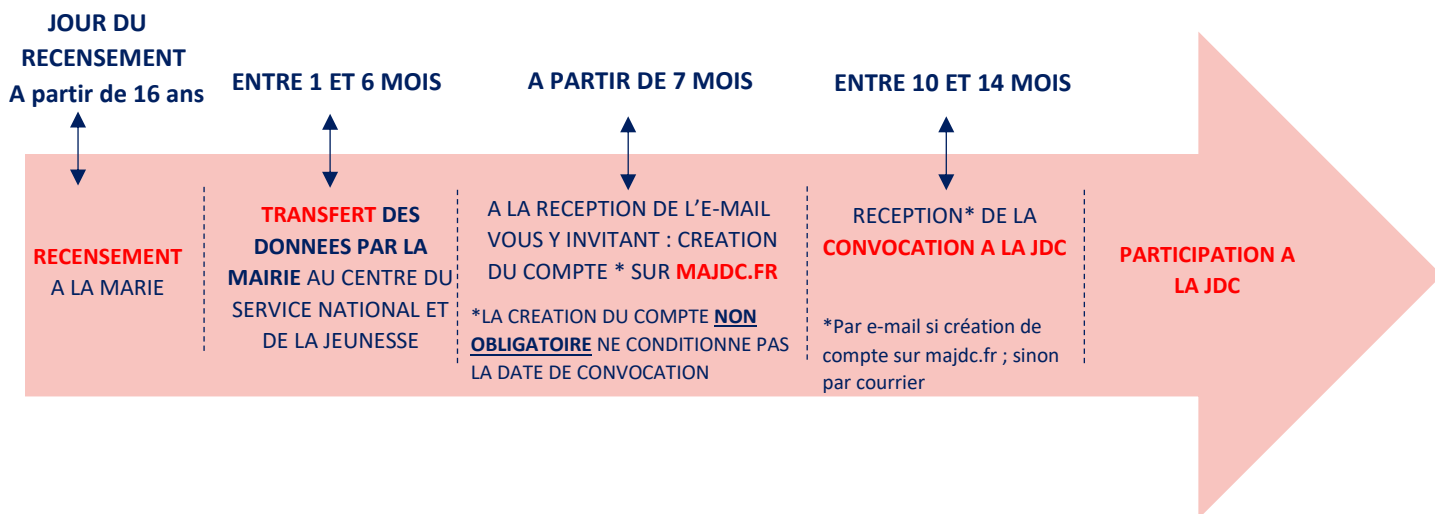 JOUR DU
RECENSEMENT
A partir de 16 ans
ENTRE 1 ET 6 MOIS
A PARTIR DE 7 MOIS
ENTRE 10 ET 14 MOIS
RECENSEMENT
A LA MARIE
TRANSFERT DES
DONNEES PAR LA
MAIRIE AU CENTRE DU
SERVICE NATIONAL ET
DE LA JEUNESSE
A LA RECEPTION DE L’E-MAIL
VOUS Y INVITANT : CREATION
DU COMPTE * SUR MAJDC.FR
*LA CREATION DU COMPTE NON
OBLIGATOIRE NE CONDITIONNE PAS
LA DATE DE CONVOCATION
RECEPTION* DE LA
CONVOCATION A LA JDC
*Par e-mail si création de
compte sur majdc.fr ; sinon
par courrier
PARTICIPATION A
LA JDC